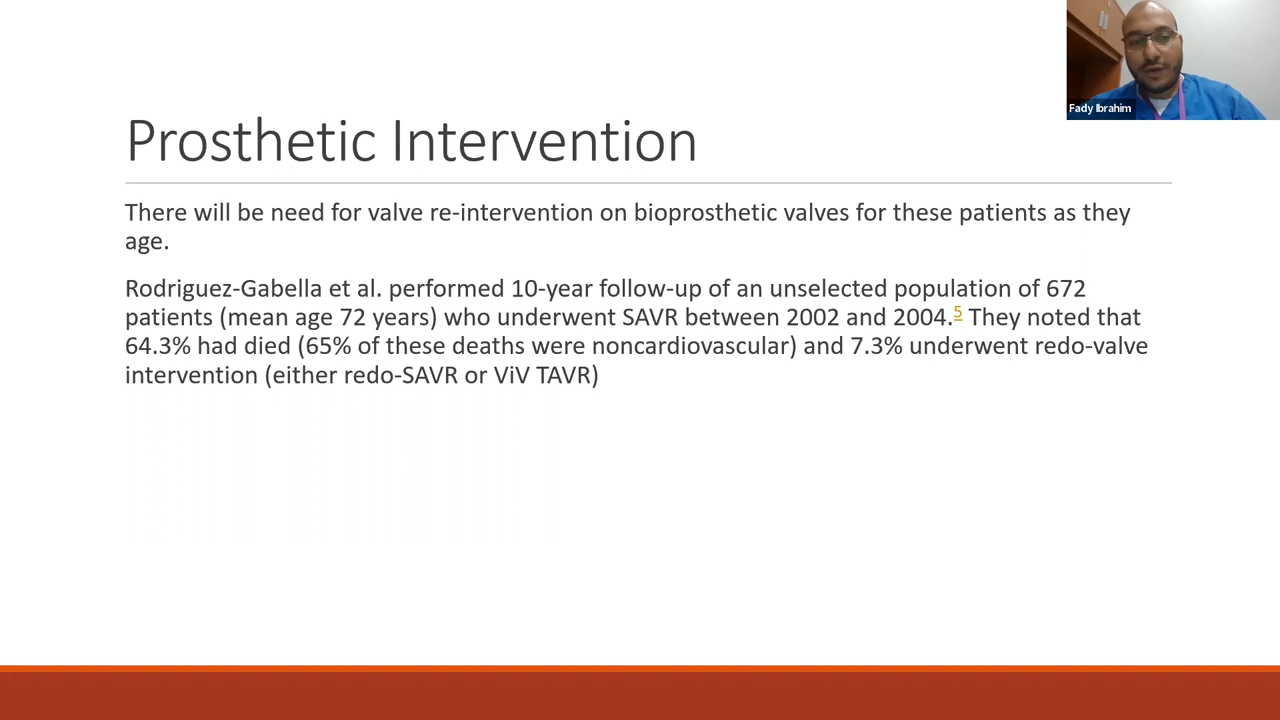 Fady Ibrahim
Prosthetic Intervention
There will be need for valve re-intervention on bioprosthetic valves for these patients as they
age.
Rodriguez-Gabella et al. performed 10-year follow-up of an unselected population of 672
patients (mean age 72 years) who underwent SAVR between 2002 and 2004.5 They noted that
64.3% had died (65% of these deaths were noncardiovascular) and 7.3% underwent redo-valve
intervention (either redo-SAVR or ViV TAVR)